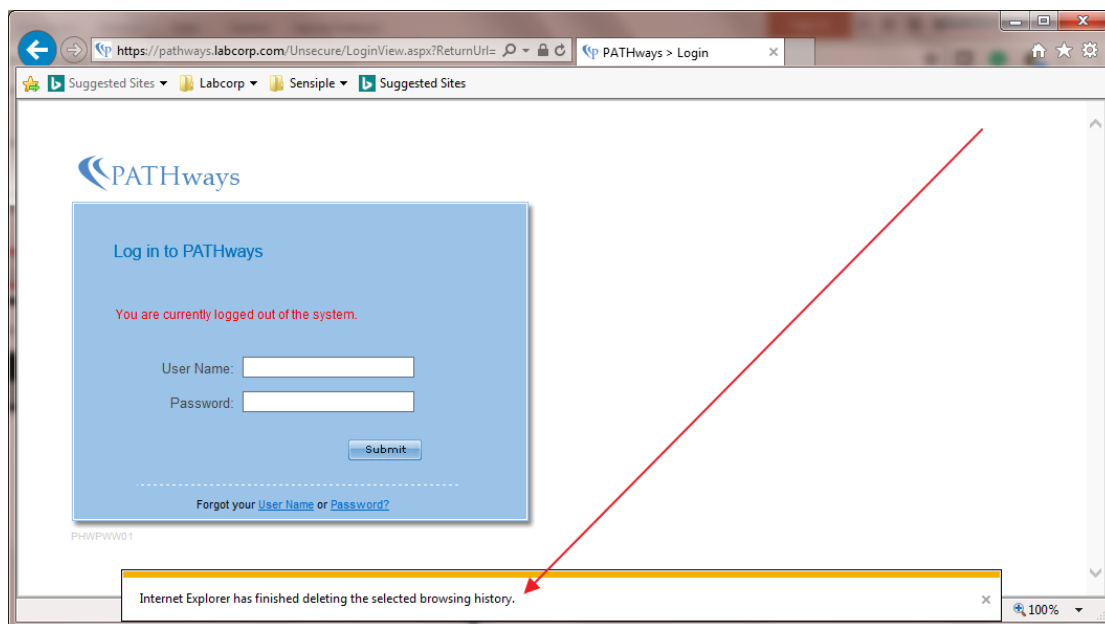 https://pathways.labcorp.com/Unsecure/LoginView.aspx?ReturnUrl=
PATHways > Login
Suggested Sites
Labcorp
Sensiple
Suggested Sites
PATHways
Log in to PATHways
You are currently logged out of the system.
User Name:
Password:
Submit
Forgot your User Name or Password?
PHWPWW01
Internet Explorer has finished deleting the selected browsing history.
100%